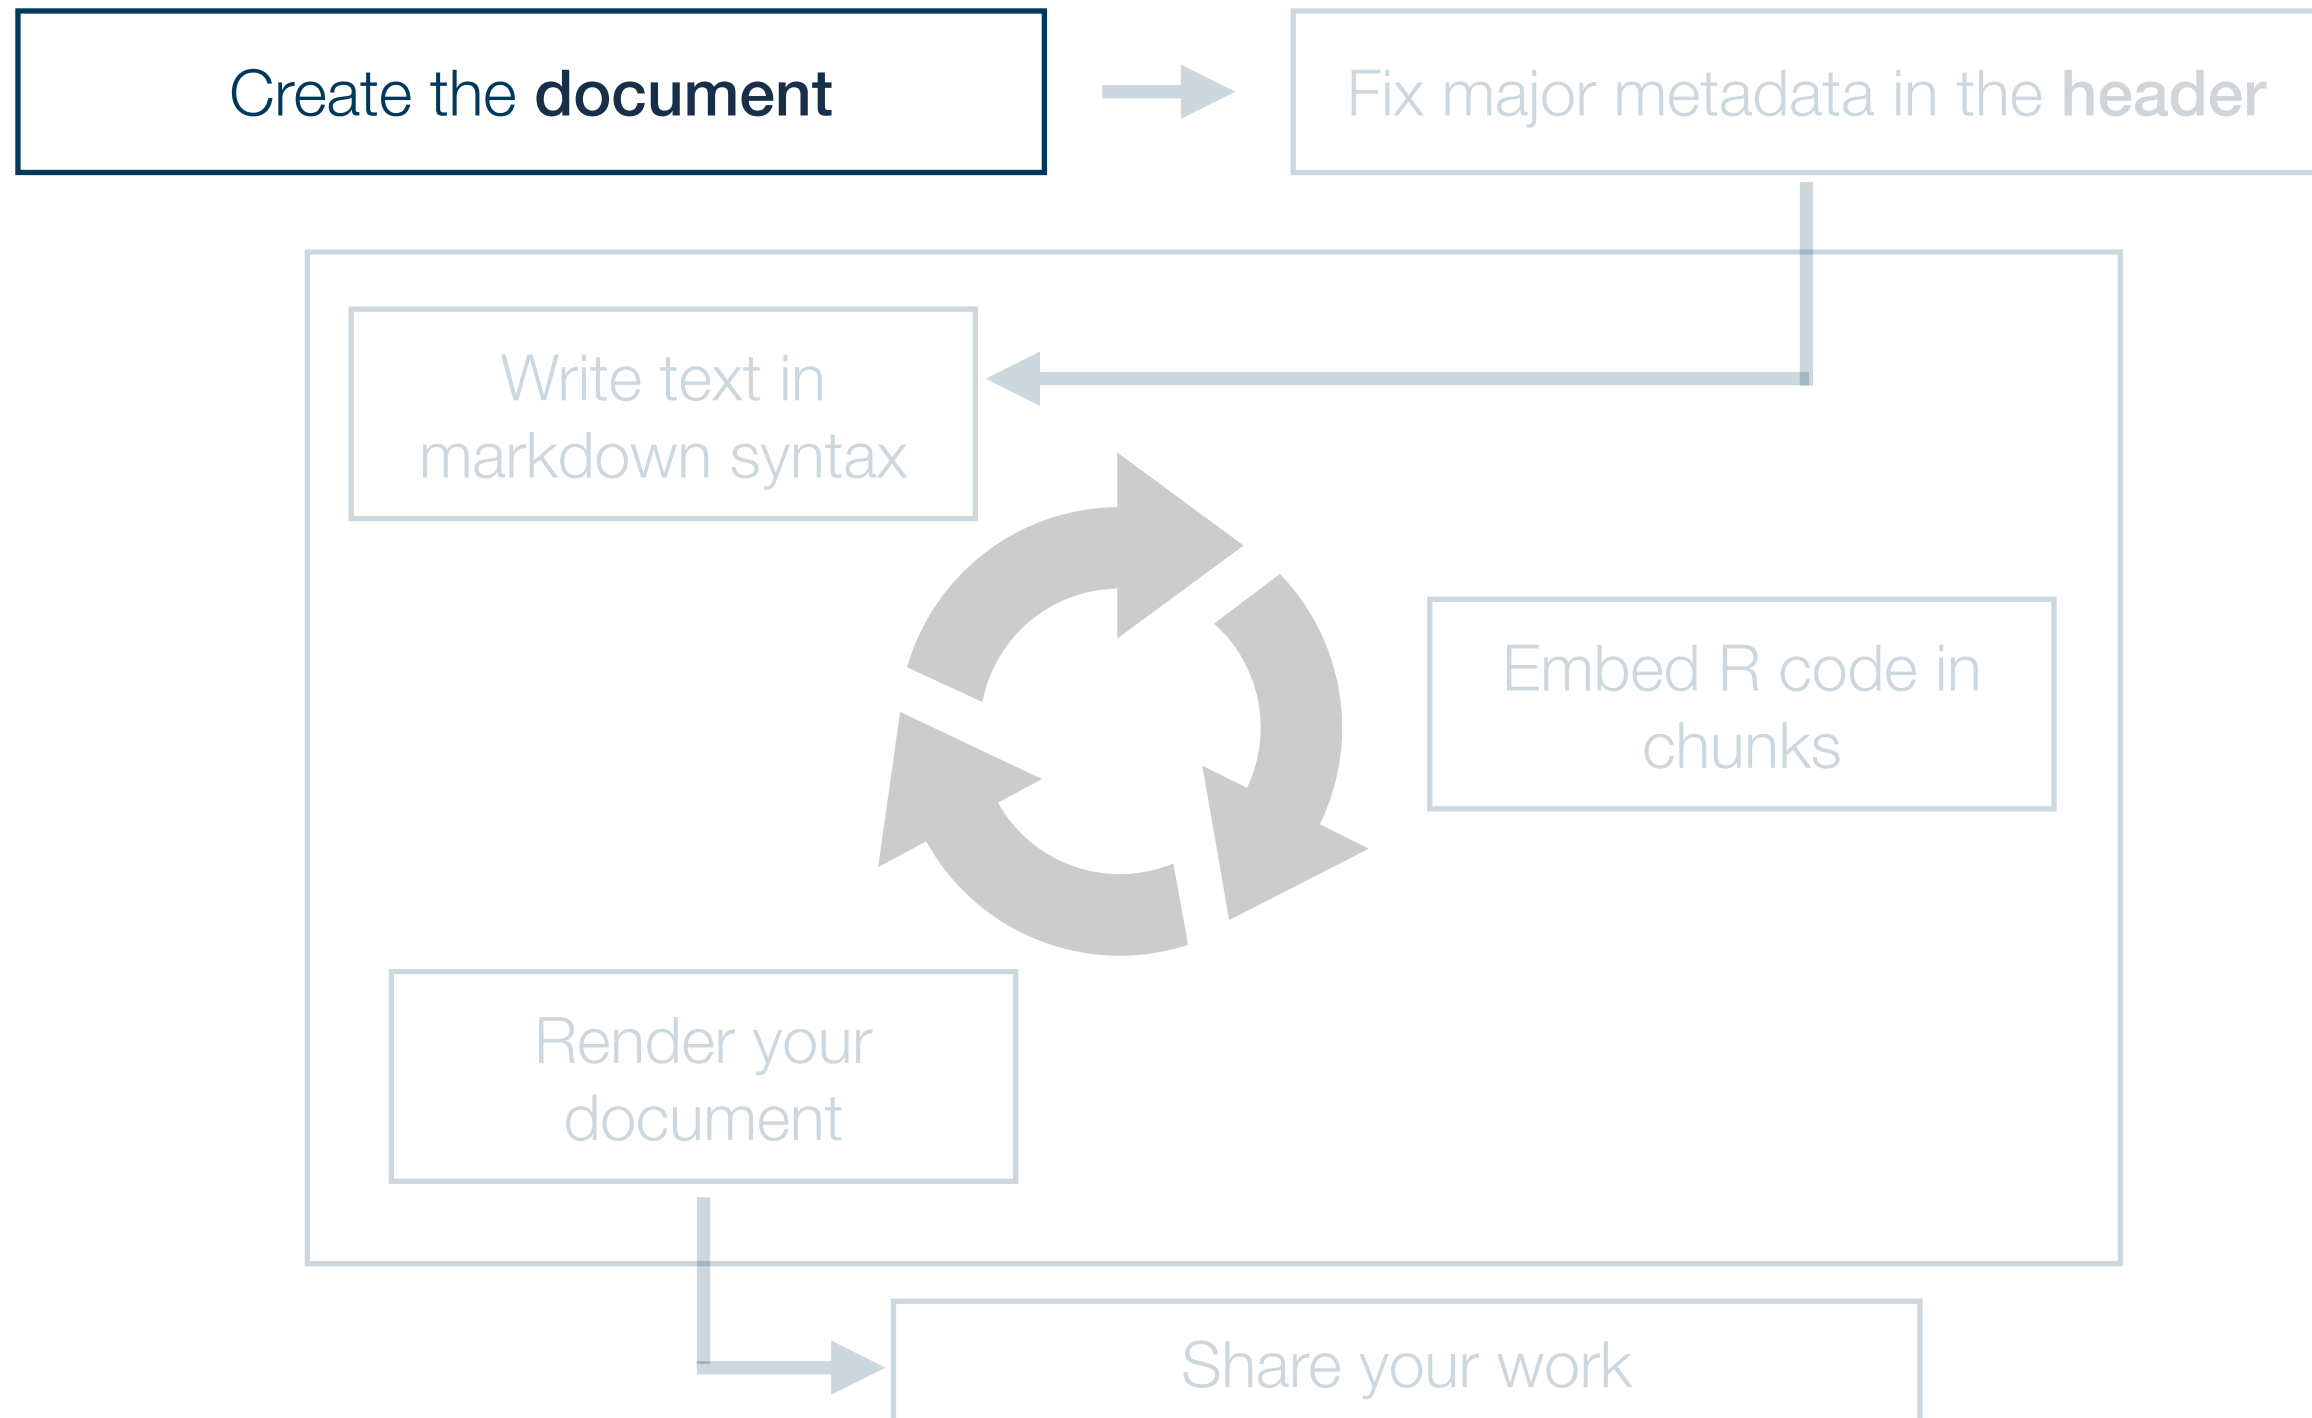 Create the document
Fix major metadata in the header
Write text in
markdown syntax
Embed R code in
chunks
Render your
document
Share your work